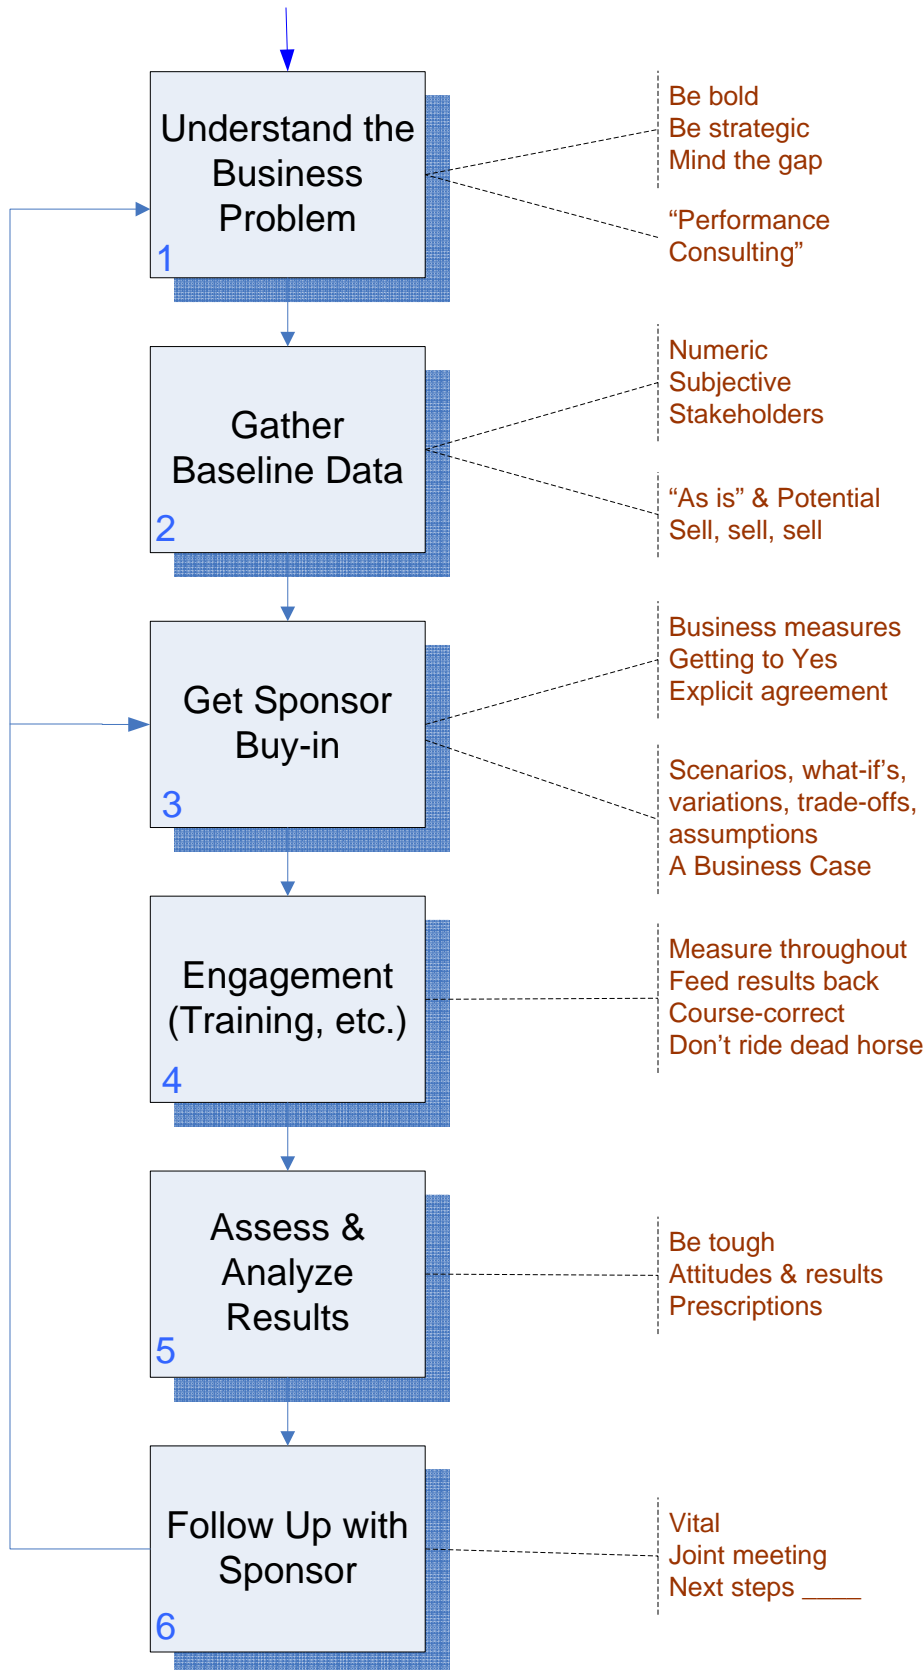 Understand the
Business
Problem
1
Be bold
Be strategic
Mind the gap
“Performance
Consulting”
Gather
Baseline Data
2
Numeric
Subjective
Stakeholders
“As is” & Potential
Sell, sell, sell
Get Sponsor
Buy-in
3
Business measures
Getting to Yes
Explicit agreement
Scenarios, what-if’s,
variations, trade-offs,
assumptions
A Business Case
Engagement
(Training, etc.)
4
Measure throughout
Feed results back
Course-correct
Don’t ride dead horse
Assess &
Analyze
Results
5
Be tough
Attitudes & results
Prescriptions
Follow Up with
Sponsor
6
Vital
Joint meeting
Next steps ____